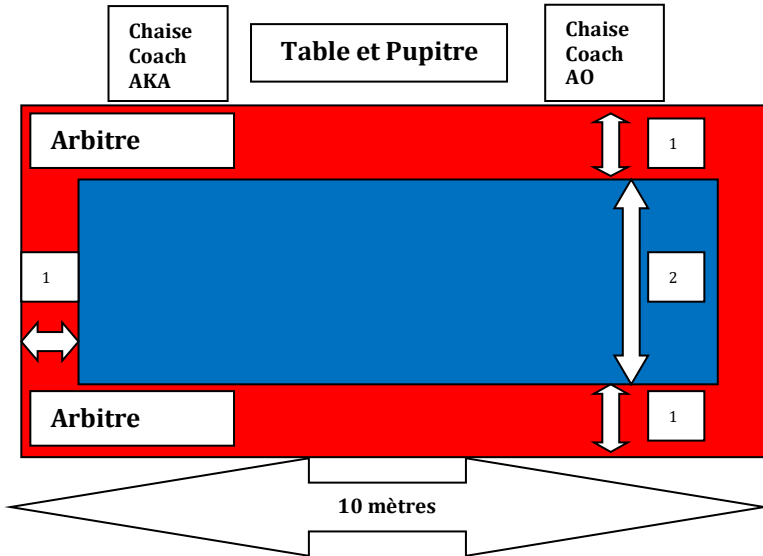 Chaise
Coach
AKA
Table et Pupitre
Chaise
Coach
AO
Arbitre
1
1
2
Arbitre
1
10 mètres